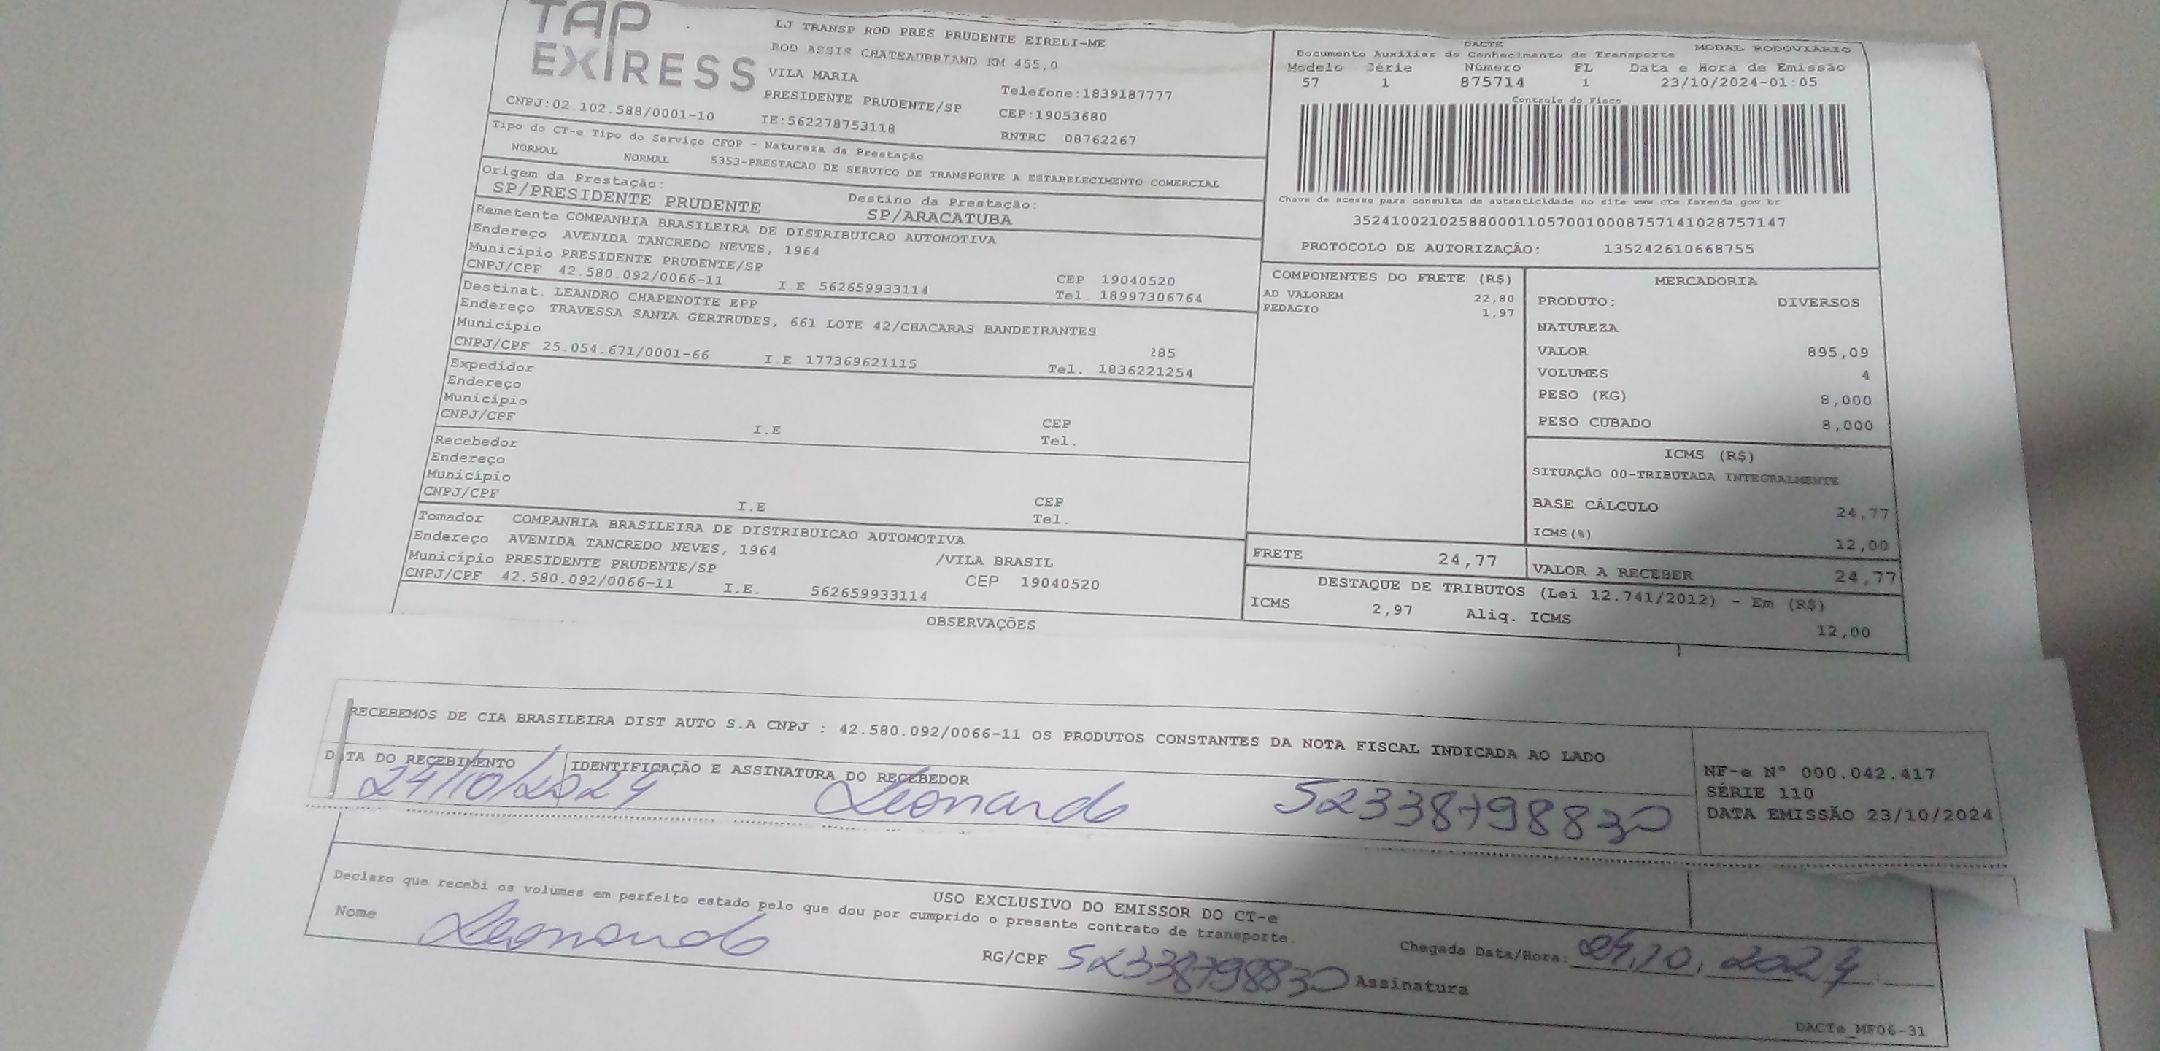 TAP
EXPRESS
LJ TRANSP ROD PRES PRUDENTE EIRELI-ME
ROD ASSIS CHATEAUBRIAND KM 455,0
VILA MARIA
PRESIDENTE PRUDENTE/SP
Telefone:1839187777
CEP:19053680
CNPJ:02.102.588/0001-10
IE:562278753118
RNTRC 08762267
Tipo do CT-e Tipo do Serviço CFOP - Natureza da Prestação
NORMAL NORMAL 5353-PRESTACAO DE SERVICO DE TRANSPORTE A ESTABELECIMENTO COMERCIAL
Origem da Prestação:
SP/PRESIDENTE PRUDENTE
Destino da Prestação:
SP/ARACATUBA
Remetente COMPANHIA BRASILEIRA DE DISTRIBUICAO AUTOMOTIVA
Endereço AVENIDA TANCREDO NEVES, 1964
Município PRESIDENTE PRUDENTE/SP CEP 19040520
CNPJ/CPF 42.580.092/0066-11 I.E 562659933114 Tel. 18997306764
Destinat. LEANDRO CHAPENOTTE EPP
Endereço TRAVESSA SANTA GERTRUDES, 661 LOTE 42/CHACARAS BANDEIRANTES
Município 285
CNPJ/CPF 25.054.671/0001-66 I.E 177369621115 Tel. 1836221254
Expedidor
Endereço
Município CEP
CNPJ/CPF I.E Tel.
Recebedor
Endereço
Município CEP
CNPJ/CPF I.E Tel.
Tomador COMPANHIA BRASILEIRA DE DISTRIBUICAO AUTOMOTIVA
Endereço AVENIDA TANCREDO NEVES, 1964 /VILA BRASIL
Município PRESIDENTE PRUDENTE/SP CEP 19040520
CNPJ/CPF 42.580.092/0066-11 I.E. 562659933114
OBSERVAÇÕES
DACTE MODAL RODOVIÁRIO
Documento Auxiliar do Conhecimento de Transporte
Modelo Série Número FL Data e Hora de Emissão
57 1 875714 1 23/10/2024-01:05
Controle do Fisco
Chave de acesso para consulta de autenticidade no site www.cte.fazenda.gov.br
35241002102588000110570010008757141028757147
PROTOCOLO DE AUTORIZAÇÃO: 135242610668755
COMPONENTES DO FRETE (R$)
AD VALOREM 22,80
PEDAGIO 1,97
MERCADORIA
PRODUTO: DIVERSOS
NATUREZA
VALOR 895,09
VOLUMES 4
PESO (KG) 8,000
PESO CUBADO 8,000
ICMS (R$)
SITUAÇÃO 00-TRIBUTADA INTEGRALMENTE
BASE CÁLCULO 24,77
ICMS(%) 12,00
FRETE 24,77 VALOR A RECEBER 24,77
DESTAQUE DE TRIBUTOS (Lei 12.741/2012) - Em (R$)
ICMS 2,97 Aliq. ICMS 12,00
RECEBEMOS DE CIA BRASILEIRA DIST AUTO S.A CNPJ : 42.580.092/0066-11 OS PRODUTOS CONSTANTES DA NOTA FISCAL INDICADA AO LADO
DATA DO RECEBIMENTO IDENTIFICAÇÃO E ASSINATURA DO RECEBEDOR
24/10/2024 Leonardo 52338798830
NF-e N° 000.042.417
SÉRIE 110
DATA EMISSÃO 23/10/2024
USO EXCLUSIVO DO EMISSOR DO CT-e
Declaro que recebi os volumes em perfeito estado pelo que dou por cumprido o presente contrato de transporte.
Nome Leonardo RG/CPF 52338798830 Assinatura
Chegada Data/Hora: 24.10.2024
DACTe_MF06-31